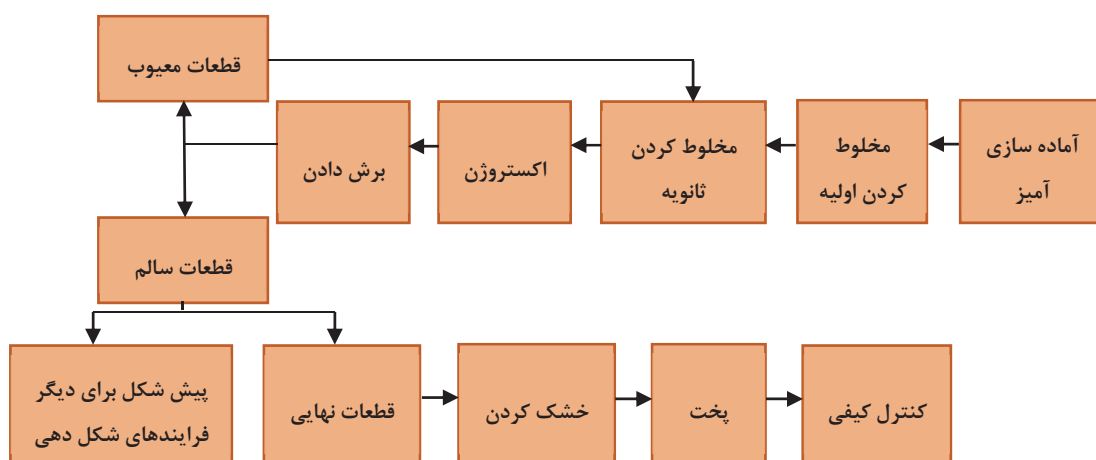 قطعات معیوب
آماده سازی
آمیز
مخلوط
کردن اولیه
مخلوط کردن
ثانویه
اکستروژن
برش دادن
قطعات سالم
پیش شکل برای دیگر
فرایندهای شکل دهی
قطعات نهایی
خشک کردن
پخت
کنترل کیفی